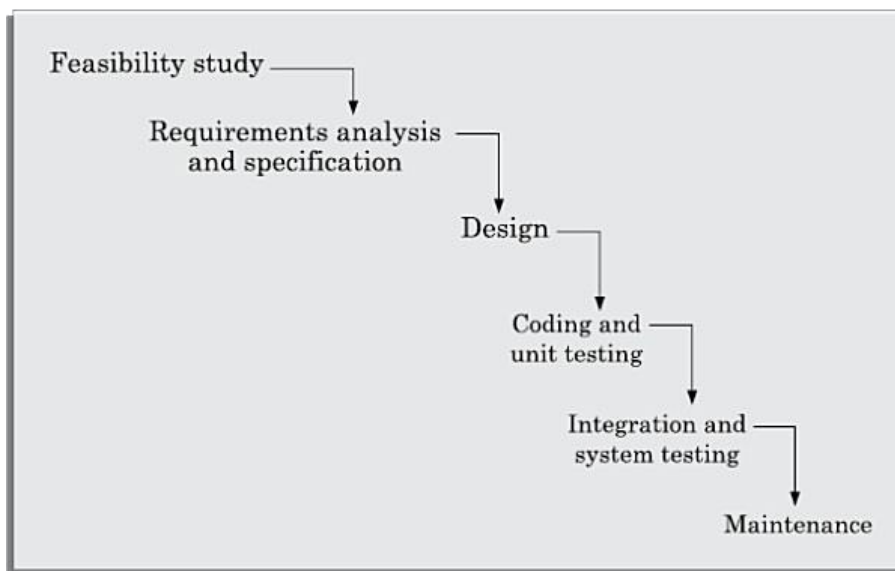 Feasibility study
Requirements analysis
and specification
Design
Coding and
unit testing
Integration and
system testing
Maintenance